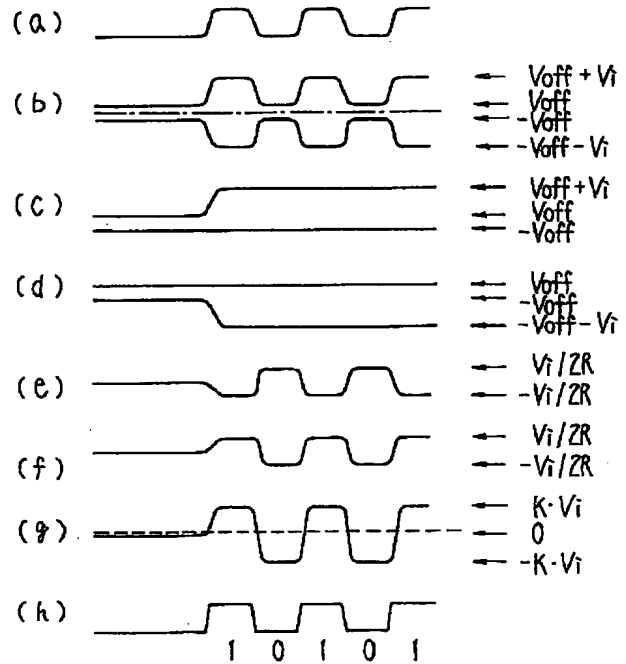 (a)
(b)
Voff + Vi
Voff
-Voff
-Voff - Vi
(c)
Voff + Vi
Voff
-Voff
(d)
Voff
-Voff
-Voff - Vi
(e)
Vi/2R
-Vi/2R
(f)
Vi/2R
-Vi/2R
(g)
K·Vi
0
-K·Vi
(h)
1 0 1 0 1